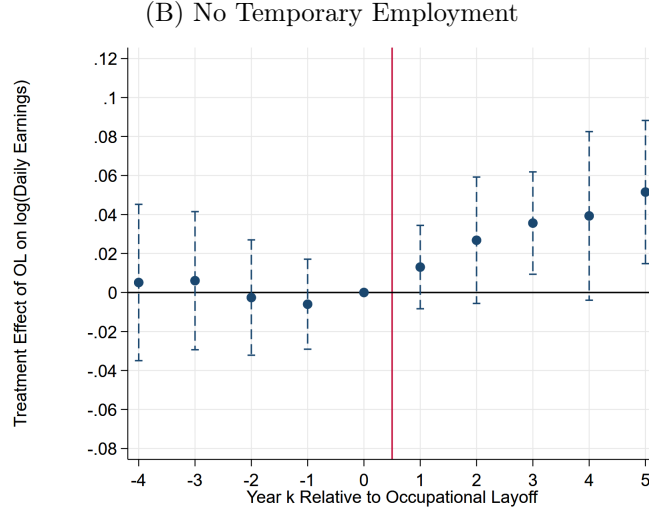 (B) No Temporary Employment
Treatment Effect of OL on log(Daily Earnings)
.12
.1
.08
.06
.04
.02
0
-.02
-.04
-.06
-.08
-4 -3 -2 -1 0 1 2 3 4 5
Year k Relative to Occupational Layoff